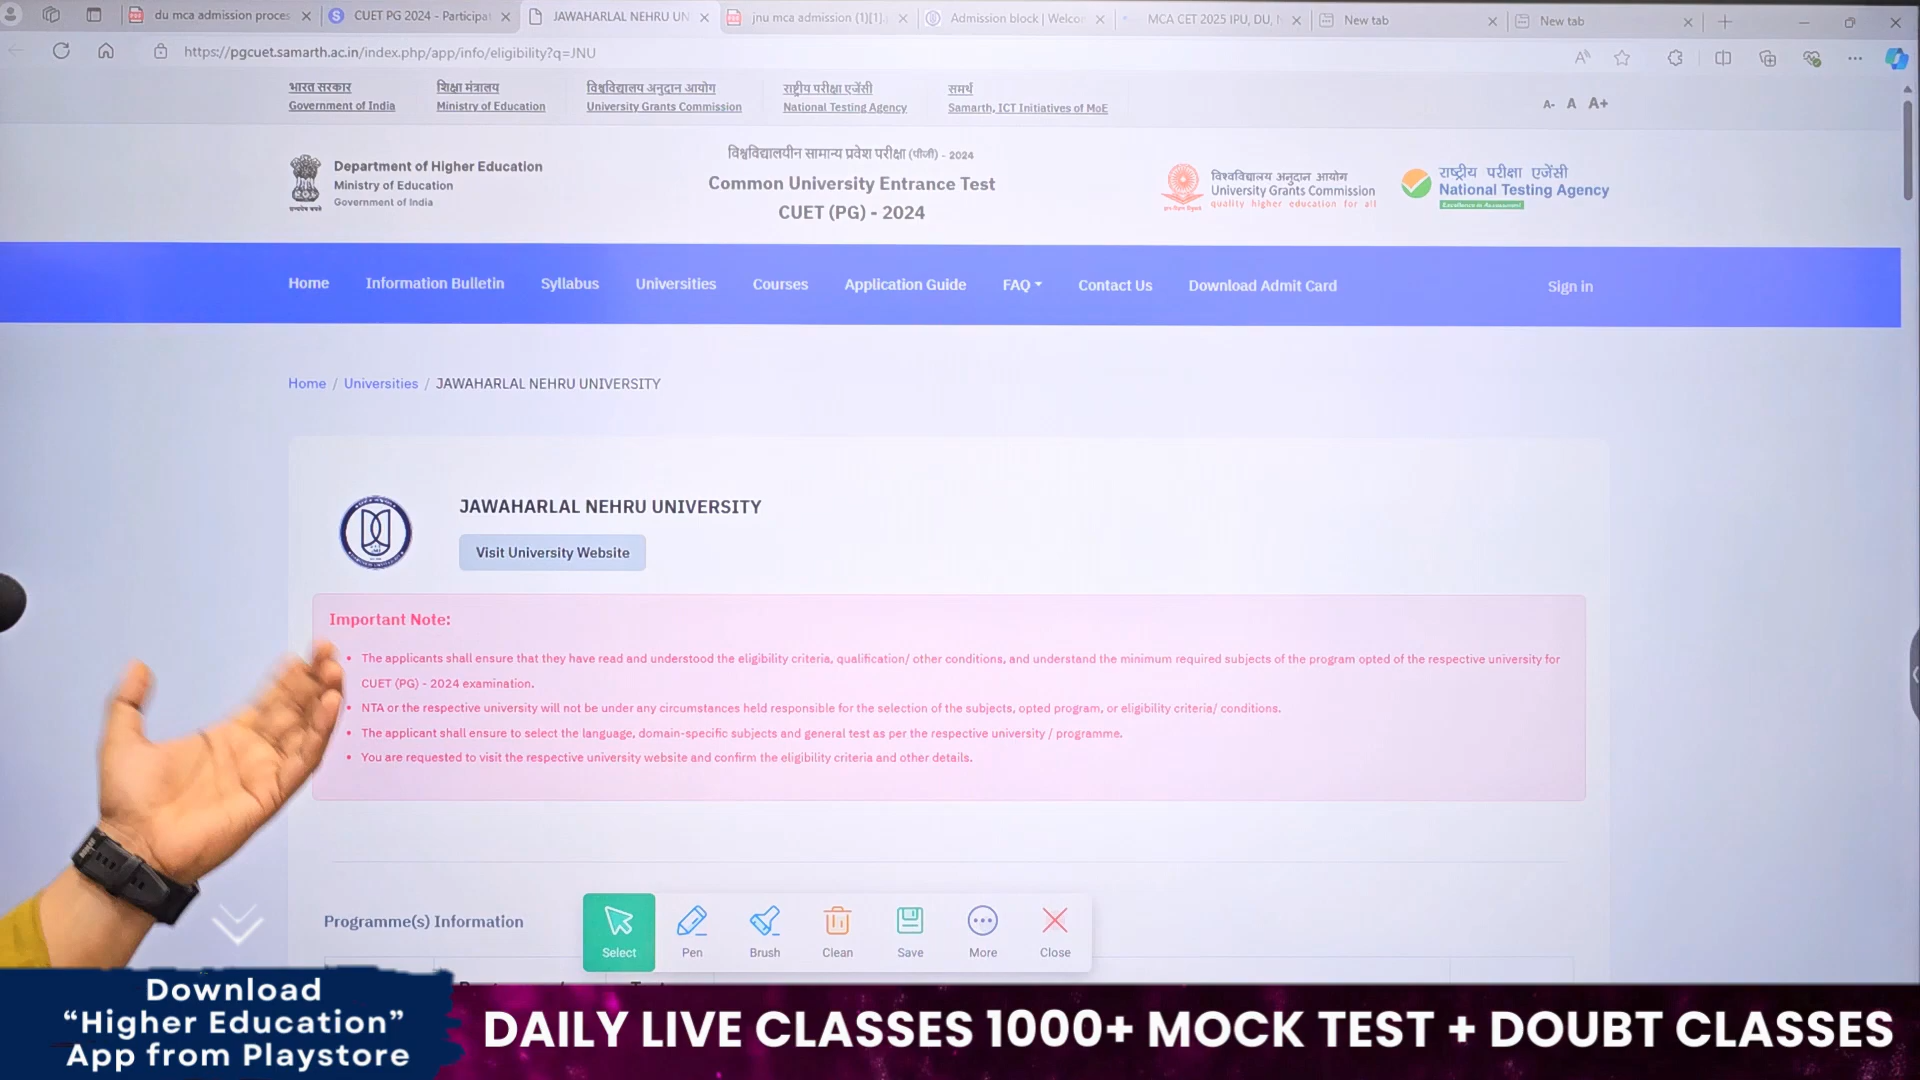 du mca admission proces
CUET PG 2024 - Participat
JAWAHARLAL NEHRU UN
jnu mca admission (1)[1].
Admission block | Welcor
MCA CET 2025 IPU, DU,
New tab
New tab
https://pgcuet.samarth.ac.in/index.php/app/info/eligibility?q=JNU
भारत सरकार
Government of India
शिक्षा मंत्रालय
Ministry of Education
विश्वविद्यालय अनुदान आयोग
University Grants Commission
राष्ट्रीय परीक्षा एजेंसी
National Testing Agency
समर्थ
Samarth, ICT Initiatives of MoE
A- A A+
Department of Higher Education
Ministry of Education
Government of India
विश्वविद्यालयीन सामान्य प्रवेश परीक्षा (पीजी) - 2024
Common University Entrance Test
CUET (PG) - 2024
विश्वविद्यालय अनुदान आयोग
University Grants Commission
quality higher education for all
राष्ट्रीय परीक्षा एजेंसी
National Testing Agency
Excellence in Assessment
Home Information Bulletin Syllabus Universities Courses Application Guide FAQ Contact Us Download Admit Card Sign in
Home / Universities / JAWAHARLAL NEHRU UNIVERSITY
JAWAHARLAL NEHRU UNIVERSITY
Visit University Website
Important Note:
• The applicants shall ensure that they have read and understood the eligibility criteria, qualification/ other conditions, and understand the minimum required subjects of the program opted of the respective university for
CUET (PG) - 2024 examination.
• NTA or the respective university will not be under any circumstances held responsible for the selection of the subjects, opted program, or eligibility criteria/ conditions.
• The applicant shall ensure to select the language, domain-specific subjects and general test as per the respective university / programme.
• You are requested to visit the respective university website and confirm the eligibility criteria and other details.
Programme(s) Information
Select Pen Brush Clean Save More Close
Download
“Higher Education”
App from Playstore
DAILY LIVE CLASSES 1000+ MOCK TEST + DOUBT CLASSES